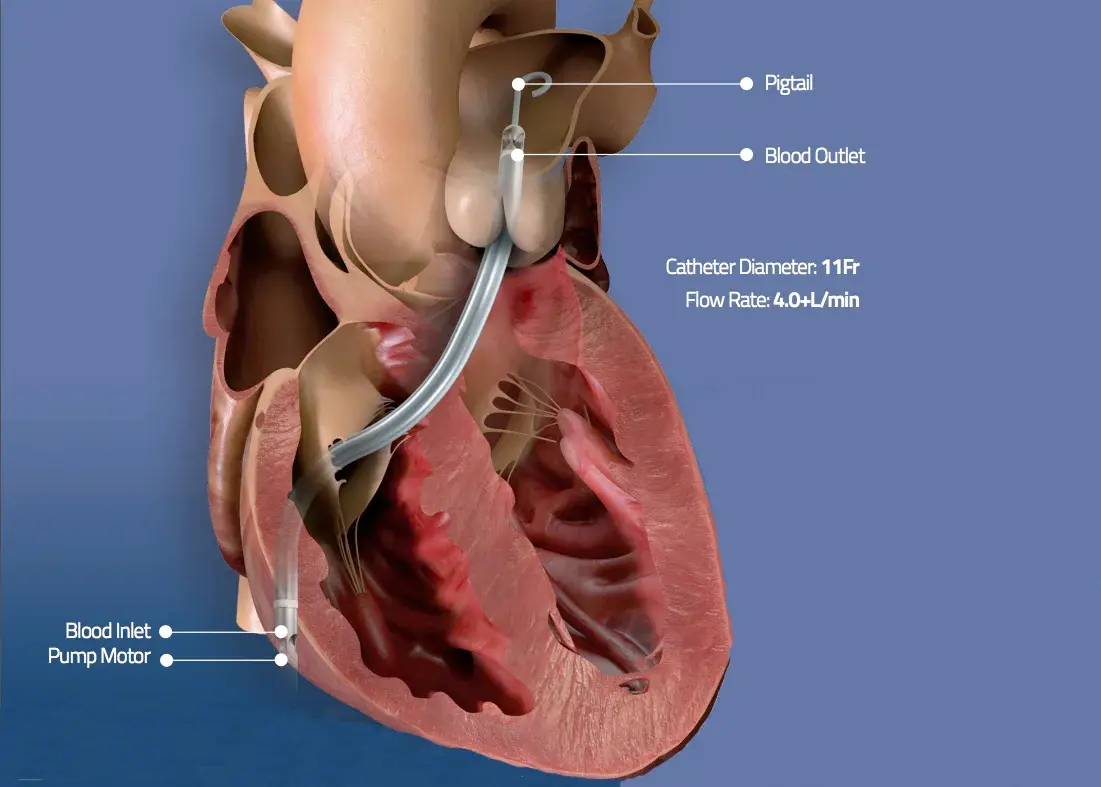 Pigtail
Blood Outlet
Catheter Diameter: 11Fr
Flow Rate: 4.0+L/min
Blood Inlet
Pump Motor